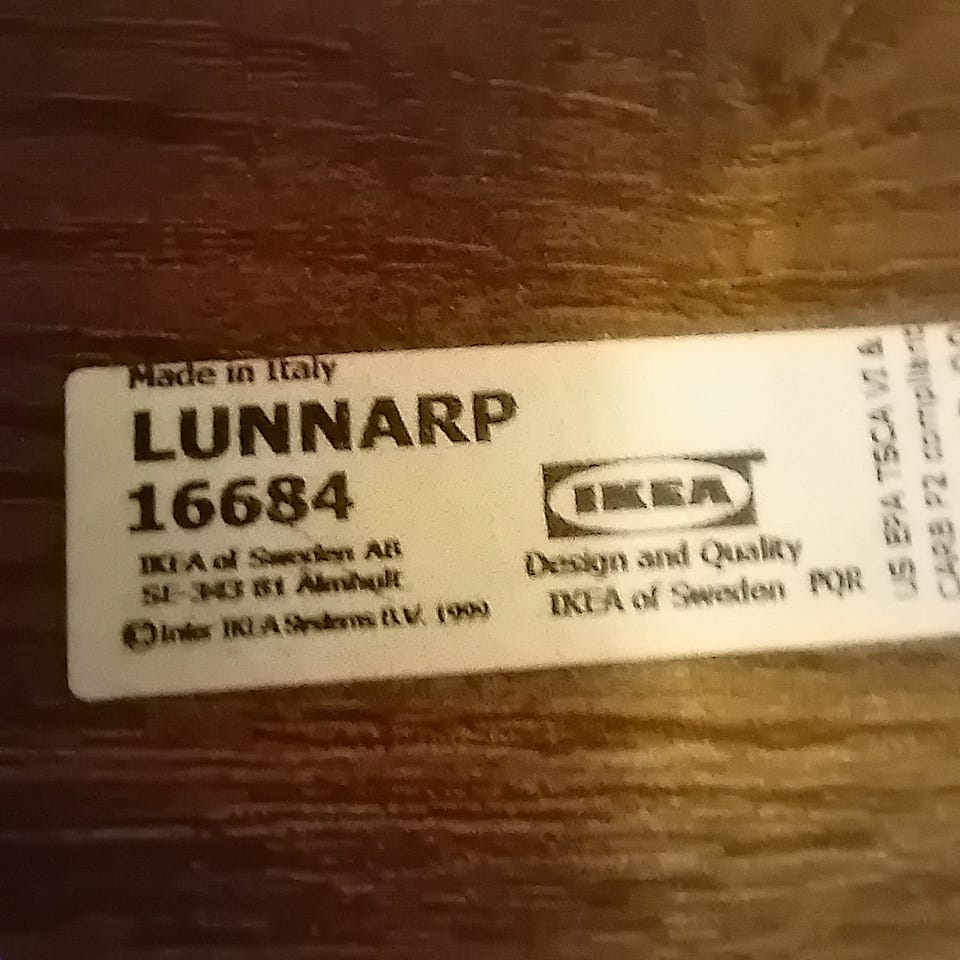 Made in Italy
LUNNARP
16684
IKEA of Sweden AB
SE-343 81 Älmhult
© Inter IKEA Systems B.V. 1999
IKEA
Design and Quality
IKEA of Sweden
PQR
US EPA TSCA VI &
CARB P2 compliant